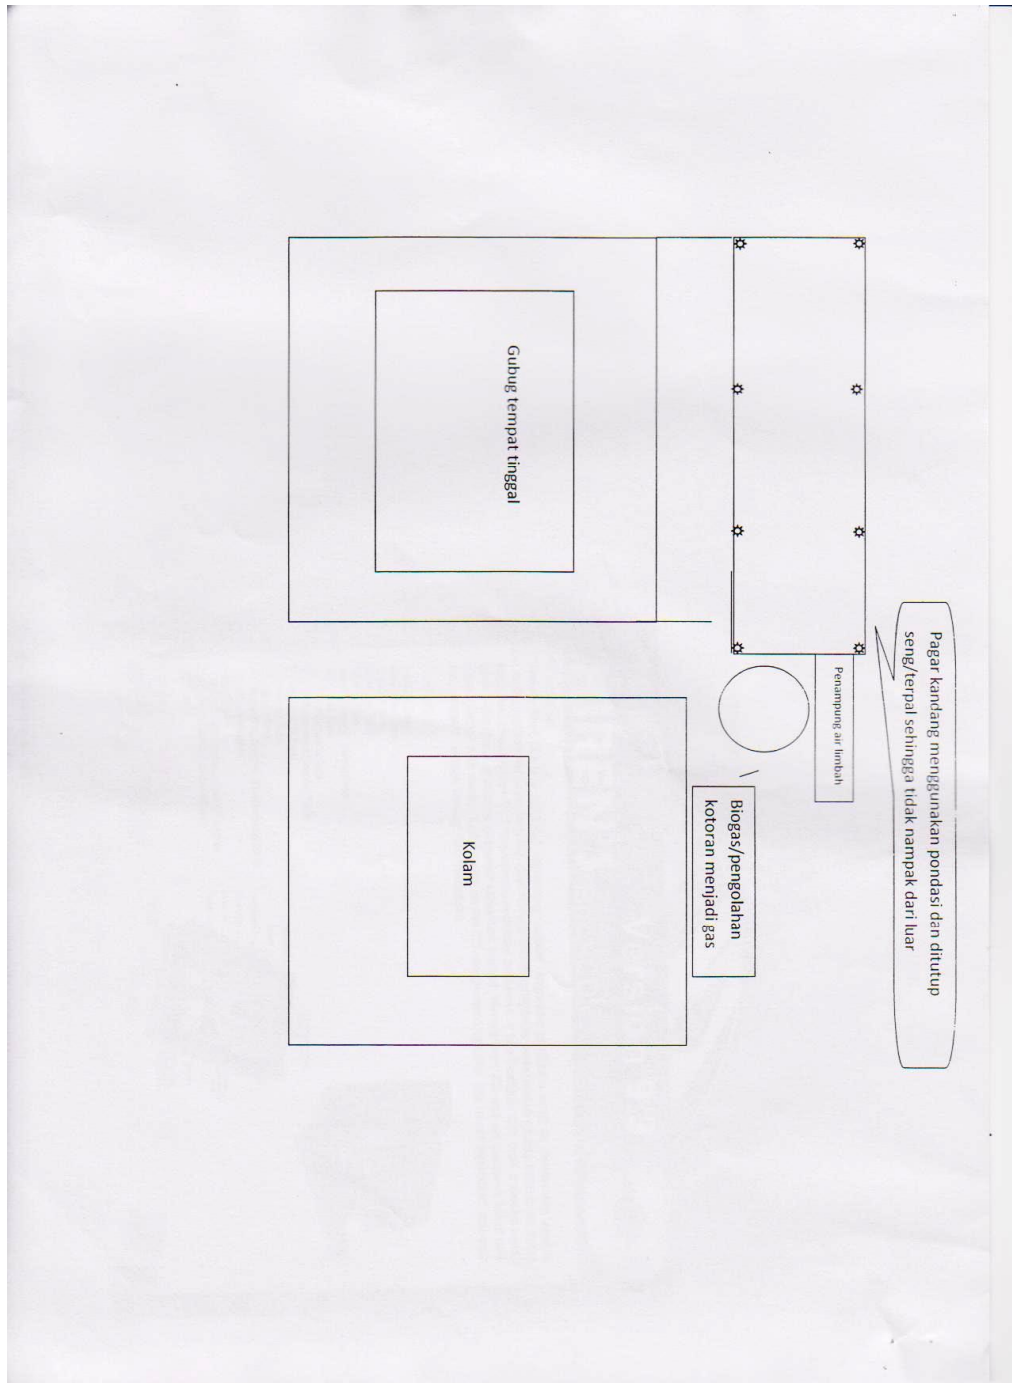 Pagar kandang menggunakan pondasi dan ditutup
seng/terpal sehingga tidak nampak dari luar
Penampung air limbah
Biogas/pengolahan
kotoran menjadi gas
Gubug tempat tinggal
Kolam